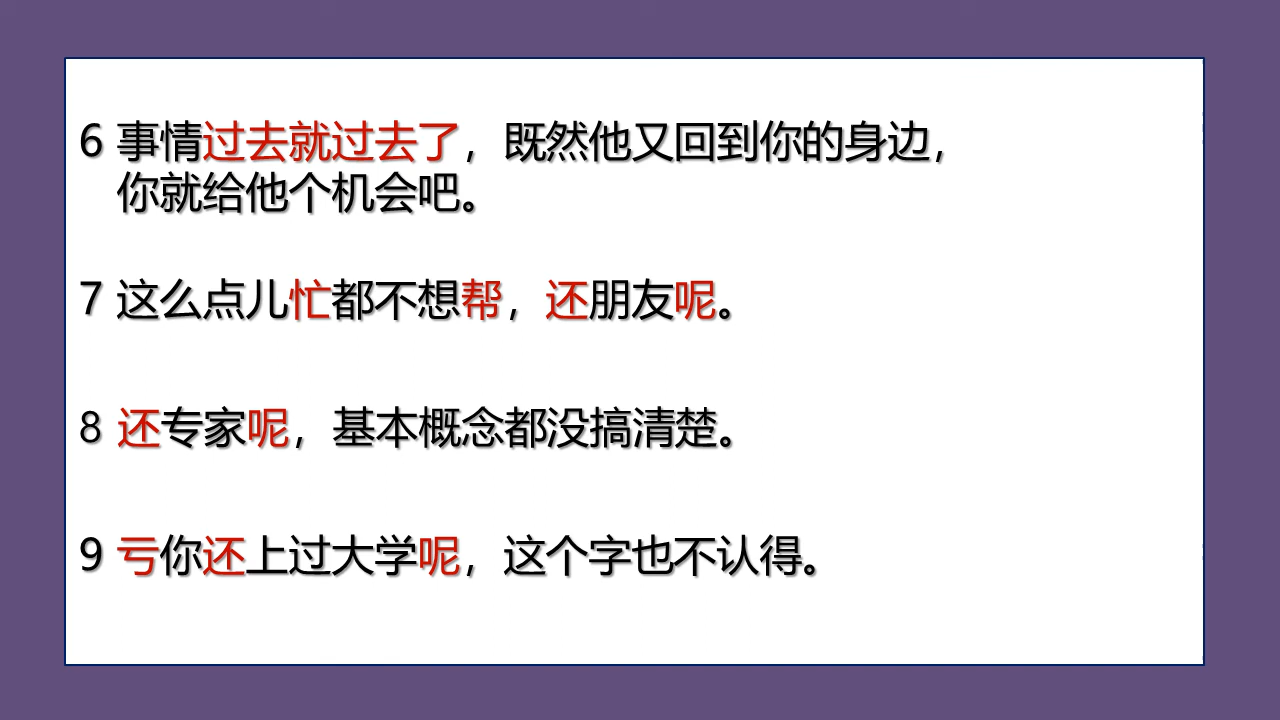 6 事情过去就过去了，既然他又回到你的身边，
你就给他个机会吧。
7 这么点儿忙都不想帮，还朋友呢。
8 还专家呢，基本概念都没搞清楚。
9 亏你还上过大学呢，这个字也不认得。